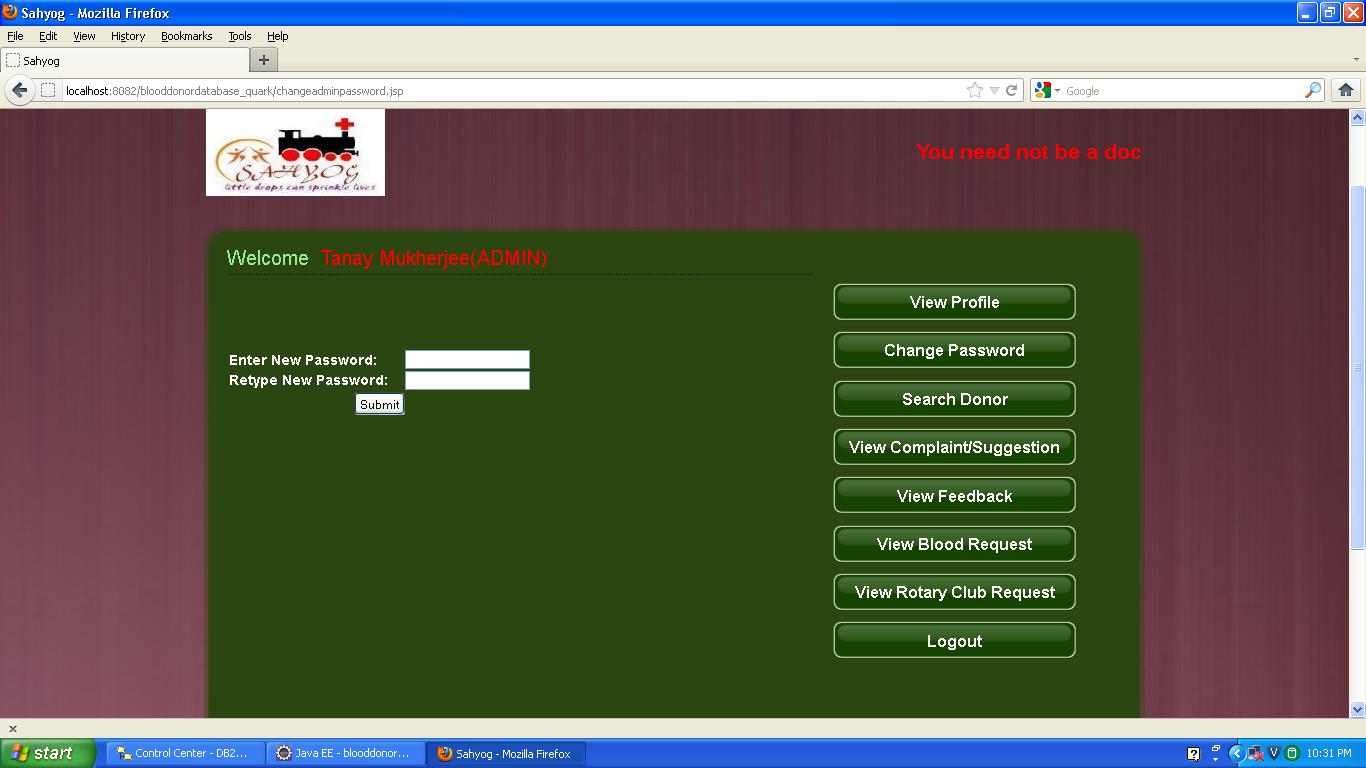 Sahyog - Mozilla Firefox
File Edit View History Bookmarks Tools Help
Sahyog
localhost:8082/blooddonordatabase_quark/changeadminpassword.jsp
Google
SAHYOG
little drops can sprinkle lives
You need not be a doc
Welcome Tanay Mukherjee(ADMIN)
View Profile
Enter New Password:
Change Password
Retype New Password:
Submit
Search Donor
View Complaint/Suggestion
View Feedback
View Blood Request
View Rotary Club Request
Logout
start
Control Center - DB2...
Java EE - blooddonor...
Sahyog - Mozilla Firefox
10:31 PM